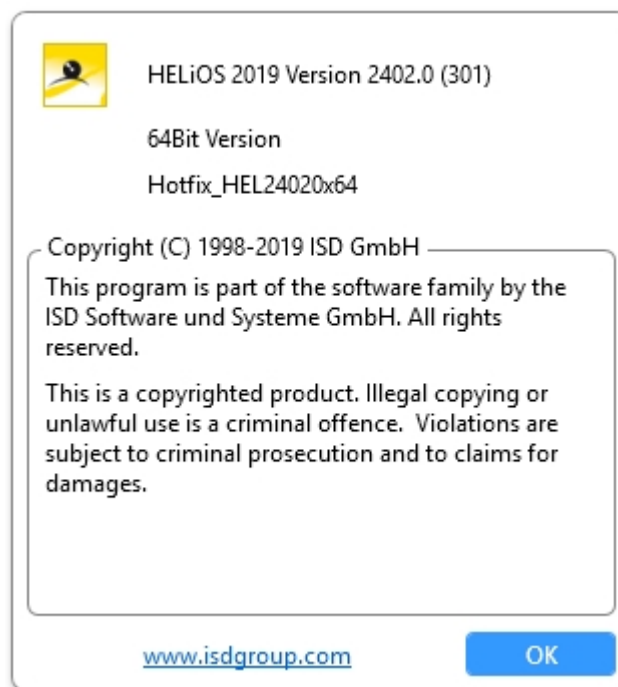 HELiOS 2019 Version 2402.0 (301)
64Bit Version
Hotfix_HEL24020x64
Copyright (C) 1998-2019 ISD GmbH
This program is part of the software family by the
ISD Software und Systeme GmbH. All rights
reserved.
This is a copyrighted product. Illegal copying or
unlawful use is a criminal offence.  Violations are
subject to criminal prosecution and to claims for
damages.
www.isdgroup.com
OK